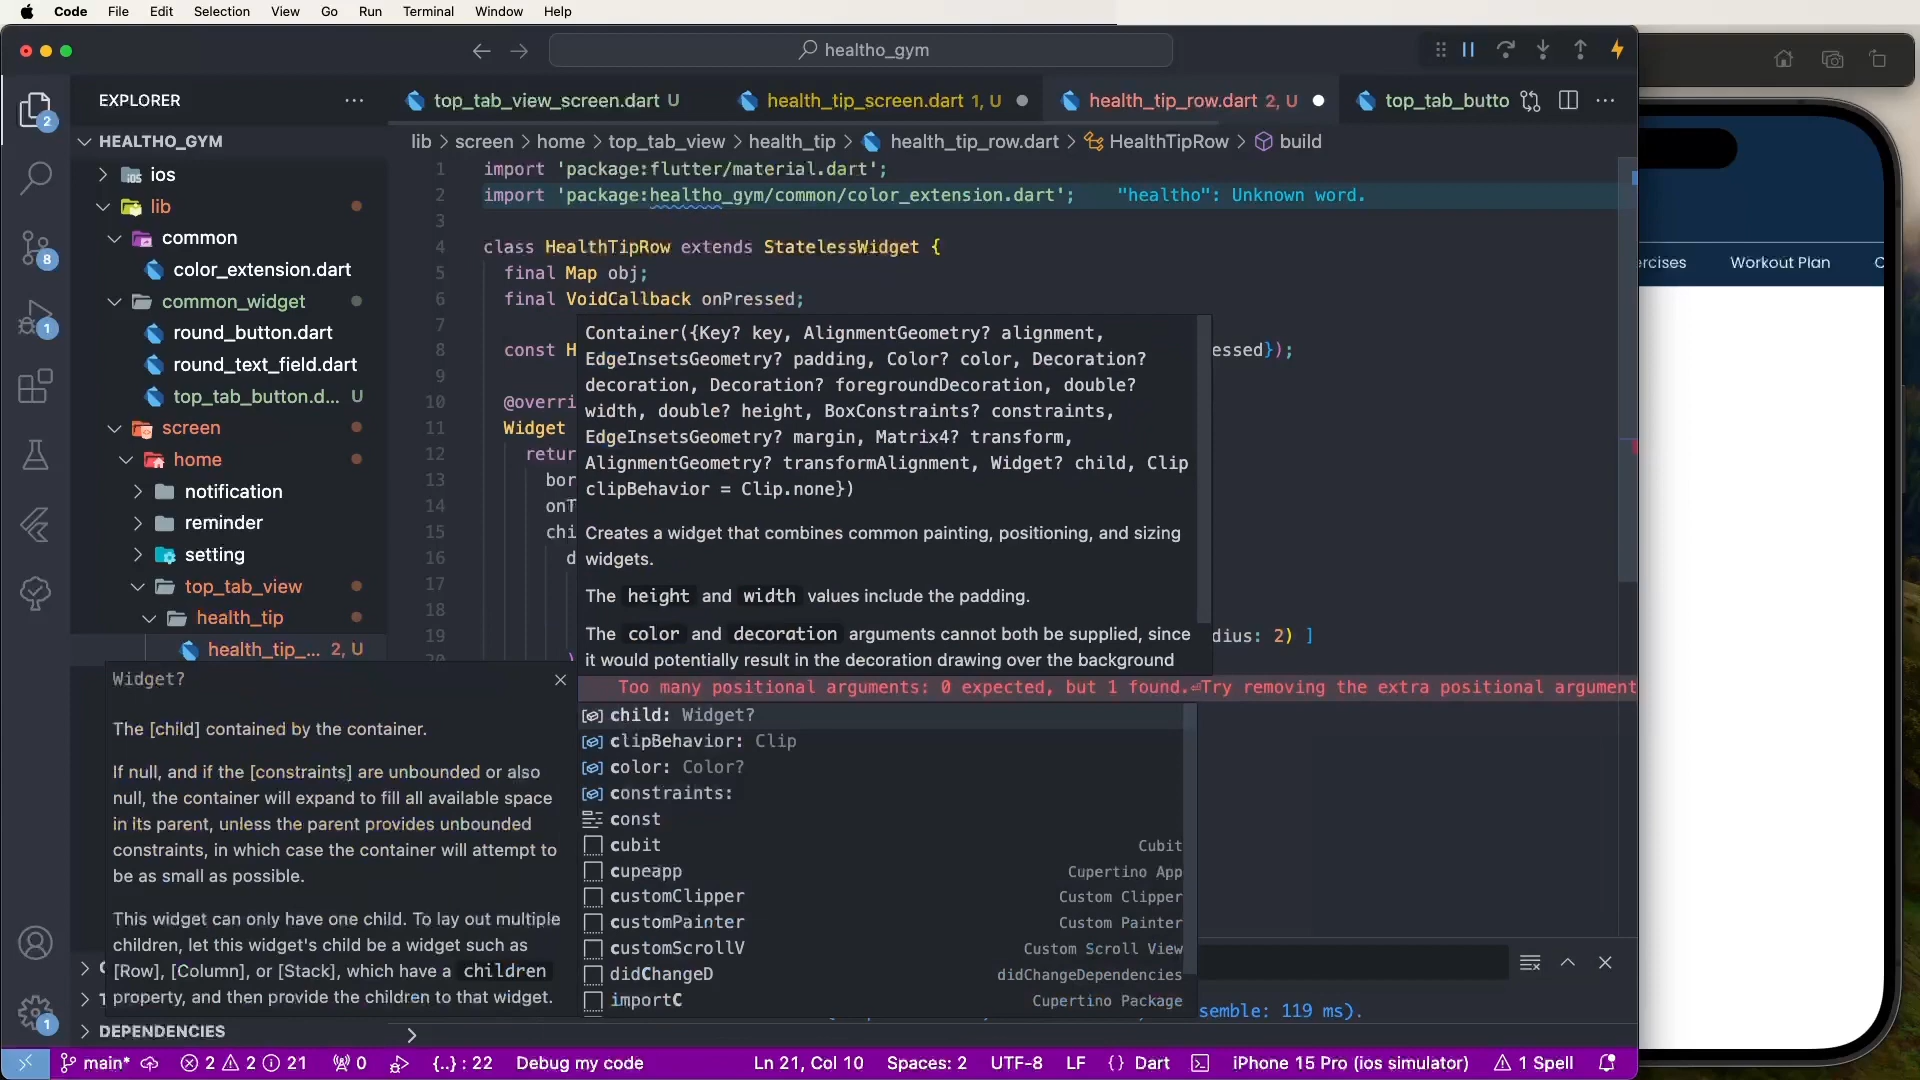 Code File Edit Selection View Go Run Terminal Window Help
healtho_gym
EXPLORER
top_tab_view_screen.dart U
health_tip_screen.dart 1, U
health_tip_row.dart 2, U
top_tab_butto
HEALTHO_GYM
lib > screen > home > top_tab_view > health_tip > health_tip_row.dart > HealthTipRow > build
ios
lib
common
color_extension.dart
common_widget
round_button.dart
round_text_field.dart
top_tab_button.d... U
screen
home
notification
reminder
setting
top_tab_view
health_tip
health_tip_... 2, U
2
8
1
1
1 import 'package:flutter/material.dart';
2 import 'package:healtho_gym/common/color_extension.dart'; "healtho": Unknown word.
3
4 class HealthTipRow extends StatelessWidget {
5 final Map obj;
6 final VoidCallback onPressed;
7
8 const H essed});
9
10 @overri
11 Widget
12 retur
13 bor
14 onT
15 chi
16 d
17
18
19 dius: 2) ]
20 )
Container({Key? key, AlignmentGeometry? alignment,
EdgeInsetsGeometry? padding, Color? color, Decoration?
decoration, Decoration? foregroundDecoration, double?
width, double? height, BoxConstraints? constraints,
EdgeInsetsGeometry? margin, Matrix4? transform,
AlignmentGeometry? transformAlignment, Widget? child, Clip
clipBehavior = Clip.none})
Creates a widget that combines common painting, positioning, and sizing
widgets.
The height and width values include the padding.
The color and decoration arguments cannot both be supplied, since
it would potentially result in the decoration drawing over the background
Too many positional arguments: 0 expected, but 1 found.⏎Try removing the extra positional argument
Widget?
The [child] contained by the container.
If null, and if the [constraints] are unbounded or also
null, the container will expand to fill all available space
in its parent, unless the parent provides unbounded
constraints, in which case the container will attempt to
be as small as possible.
This widget can only have one child. To lay out multiple
children, let this widget's child be a widget such as
[Row], [Column], or [Stack], which have a children
property, and then provide the children to that widget.
child: Widget?
clipBehavior: Clip
color: Color?
constraints:
const
cubit Cubit
cupeapp Cupertino App
customClipper Custom Clipper
customPainter Custom Painter
customScrollV Custom Scroll View
didChangeD didChangeDependencies
importC Cupertino Package
semble: 119 ms).
DEPENDENCIES
main* 2 2 21 0 {..} : 22 Debug my code Ln 21, Col 10 Spaces: 2 UTF-8 LF {} Dart iPhone 15 Pro (ios simulator) 1 Spell
ercises Workout Plan